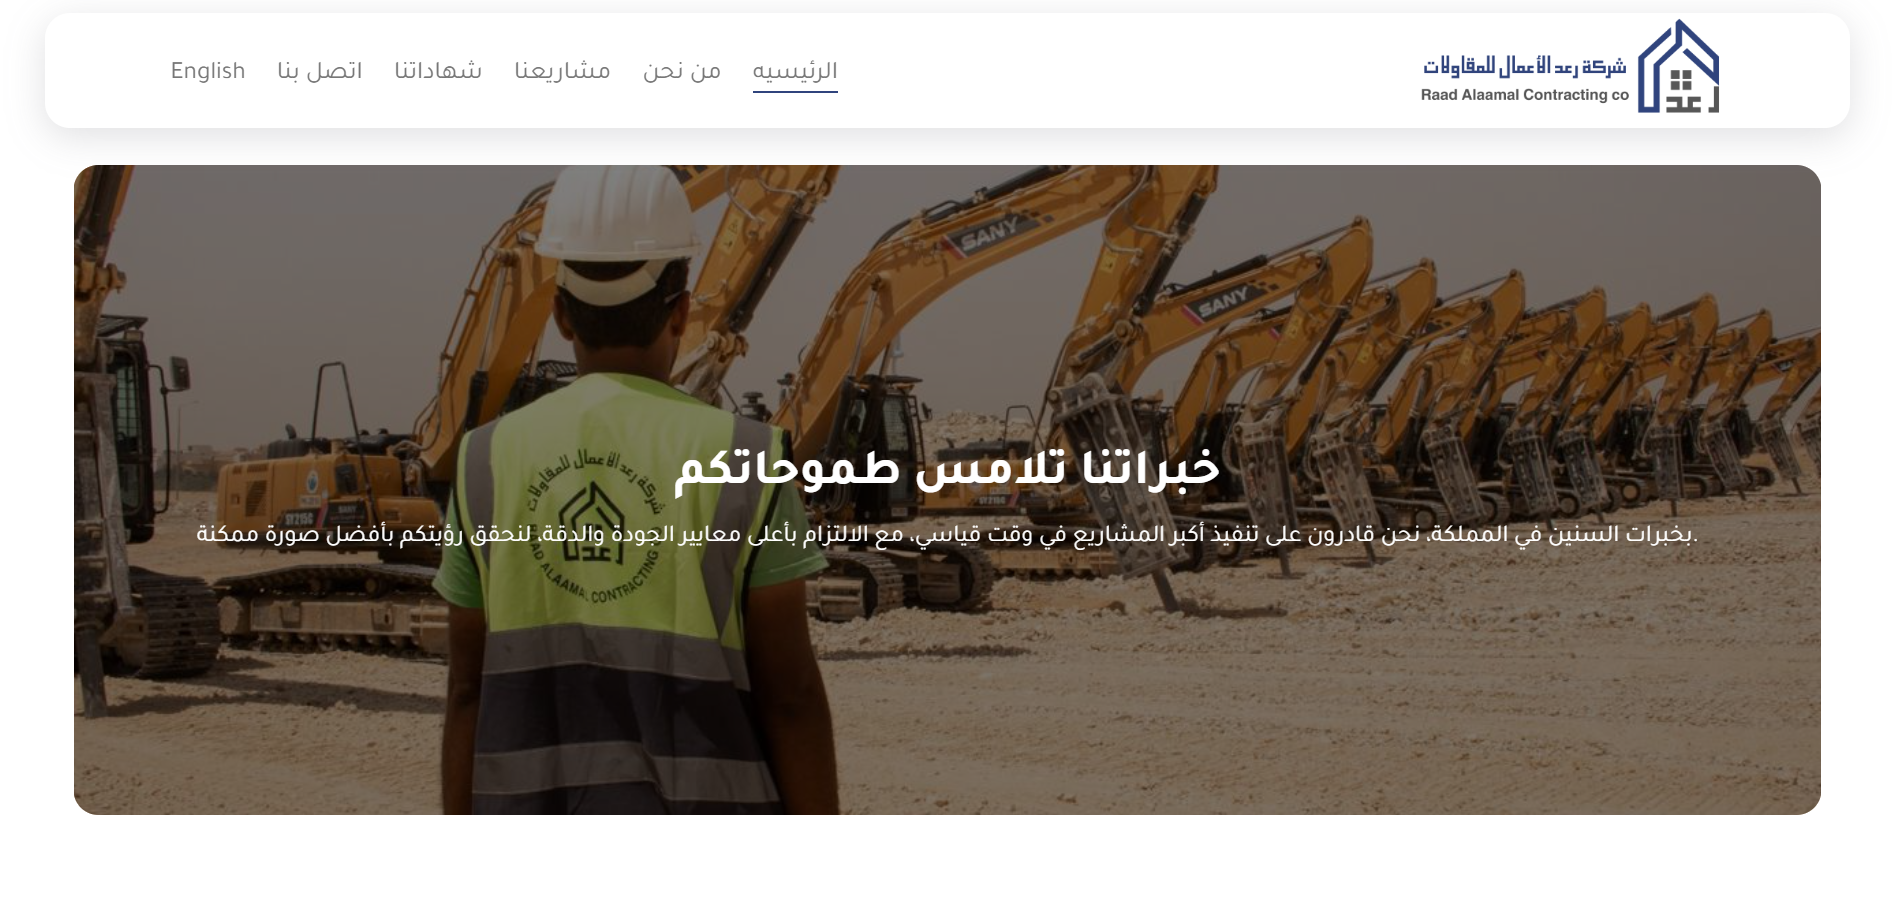 شركة رعد الأعمال للمقاولات
Raad Alaamal Contracting co
رعد
الرئيسيه
من نحن
مشاريعنا
شهاداتنا
اتصل بنا
English
SANY
SANY
خبراتنا تلامس طموحاتكم
بخبرات السنين في المملكة، نحن قادرون على تنفيذ أكبر المشاريع في وقت قياسي، مع الالتزام بأعلى معايير الجودة والدقة، لنحقق رؤيتكم بأفضل صورة ممكنة.
شركة رعد الأعمال للمقاولات
رعد
RAAD ALAAMAL CONTRACTING
SY215C